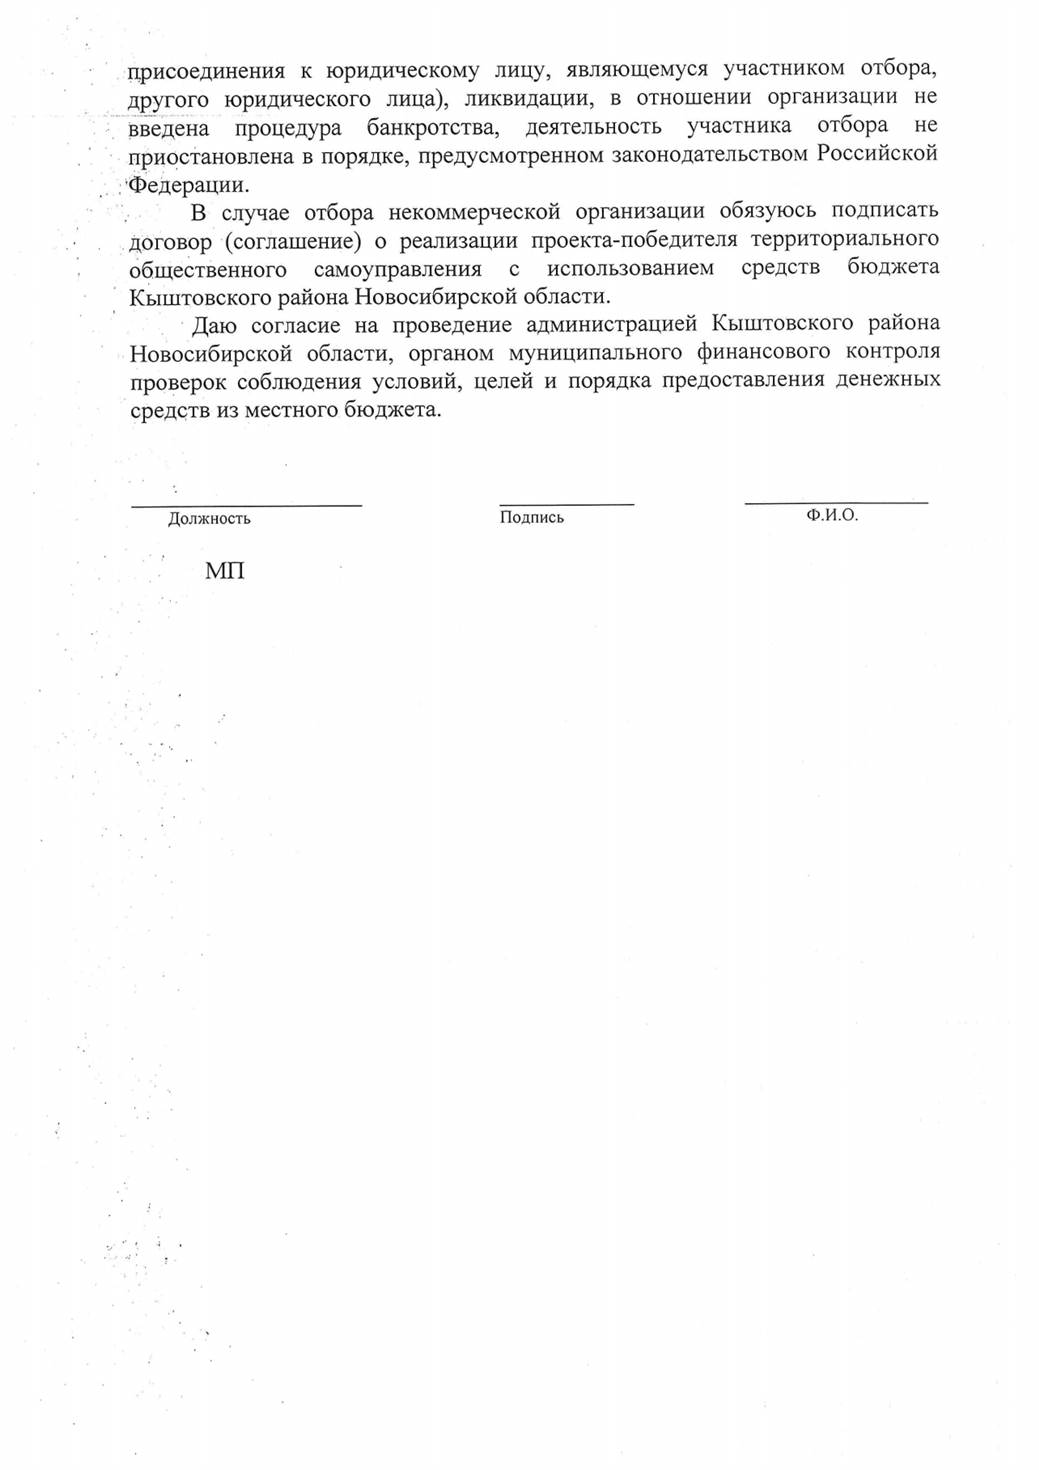 присоединения к юридическому лицу, являющемуся участником отбора,
другого юридического лица), ликвидации, в отношении организации не
введена процедура банкротства, деятельность участника отбора не
приостановлена в порядке, предусмотренном законодательством Российской
Федерации.
В случае отбора некоммерческой организации обязуюсь подписать
договор (соглашение) о реализации проекта-победителя территориального
общественного самоуправления с использованием средств бюджета
Кыштовского района Новосибирской области.
Даю согласие на проведение администрацией Кыштовского района
Новосибирской области, органом муниципального финансового контроля
проверок соблюдения условий, целей и порядка предоставления денежных
средств из местного бюджета.
Должность Подпись Ф.И.О.
МП